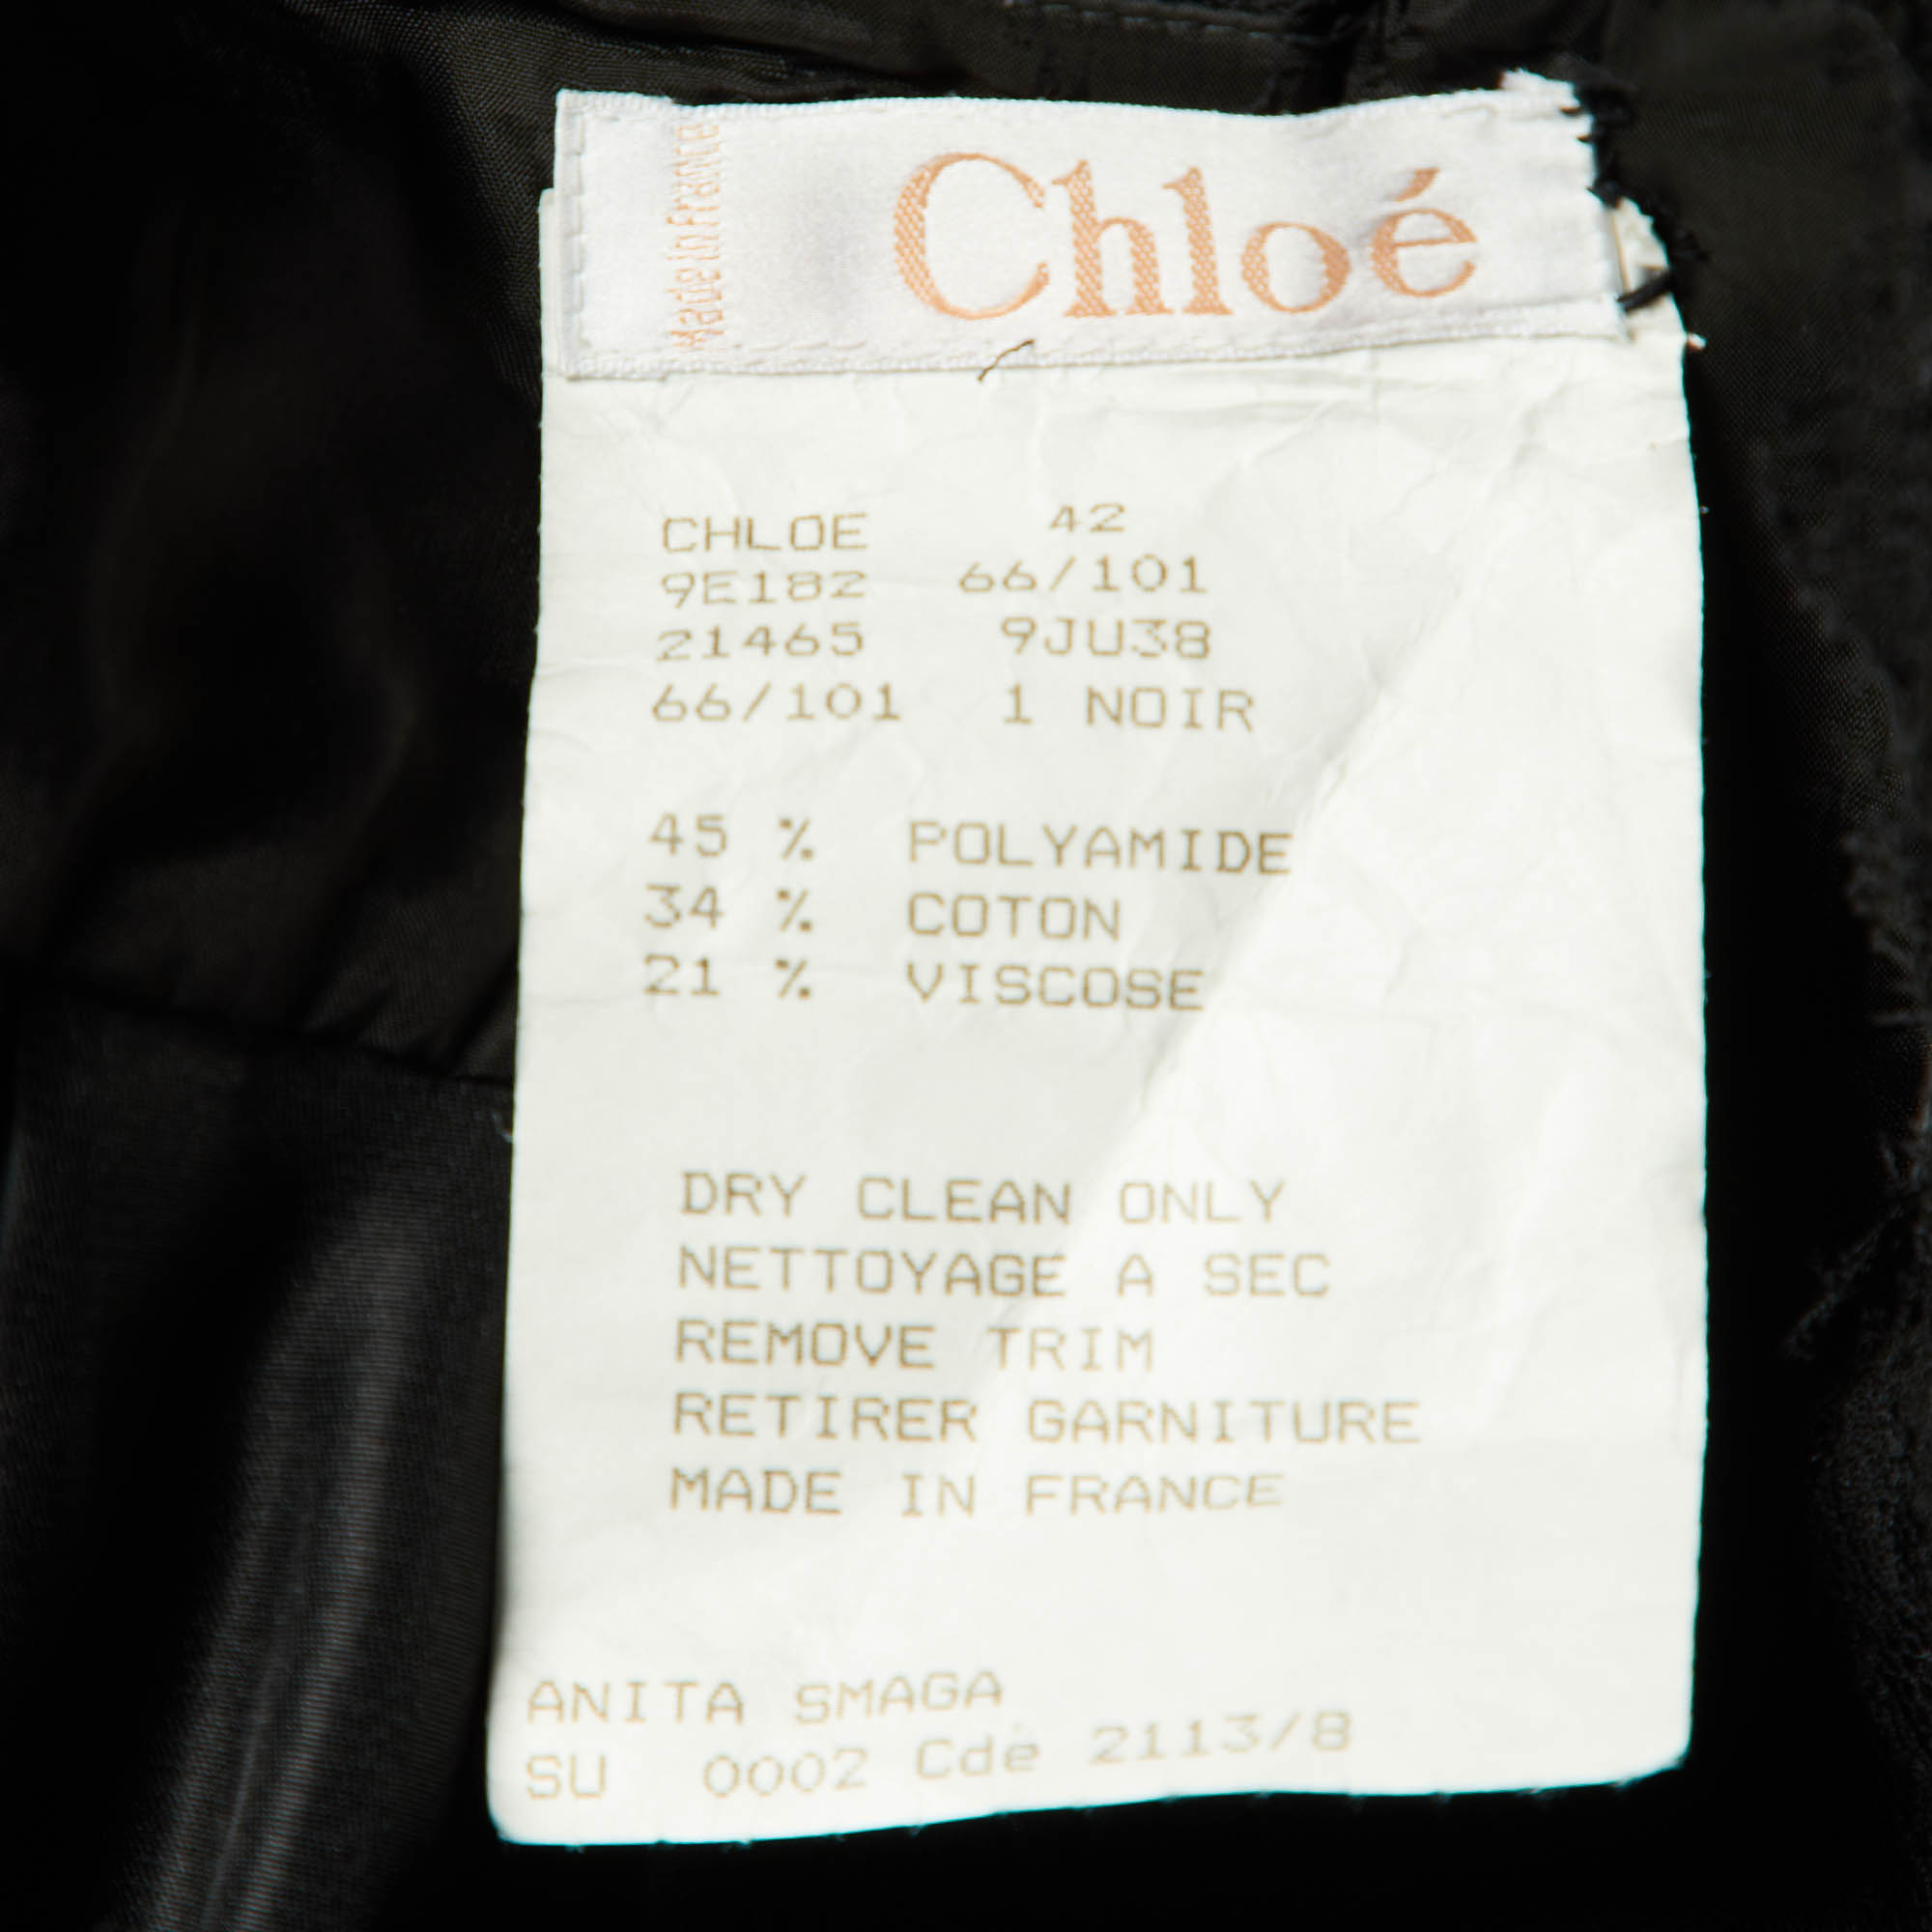 Made in France
Chloé
CHLOE 42
9E182 66/101
21465 9JU38
66/101 1 NOIR
45 % POLYAMIDE
34 % COTON
21 % VISCOSE
DRY CLEAN ONLY
NETTOYAGE A SEC
REMOVE TRIM
RETIRER GARNITURE
MADE IN FRANCE
ANITA SMAGA
SU 0002 Cde 2113/8